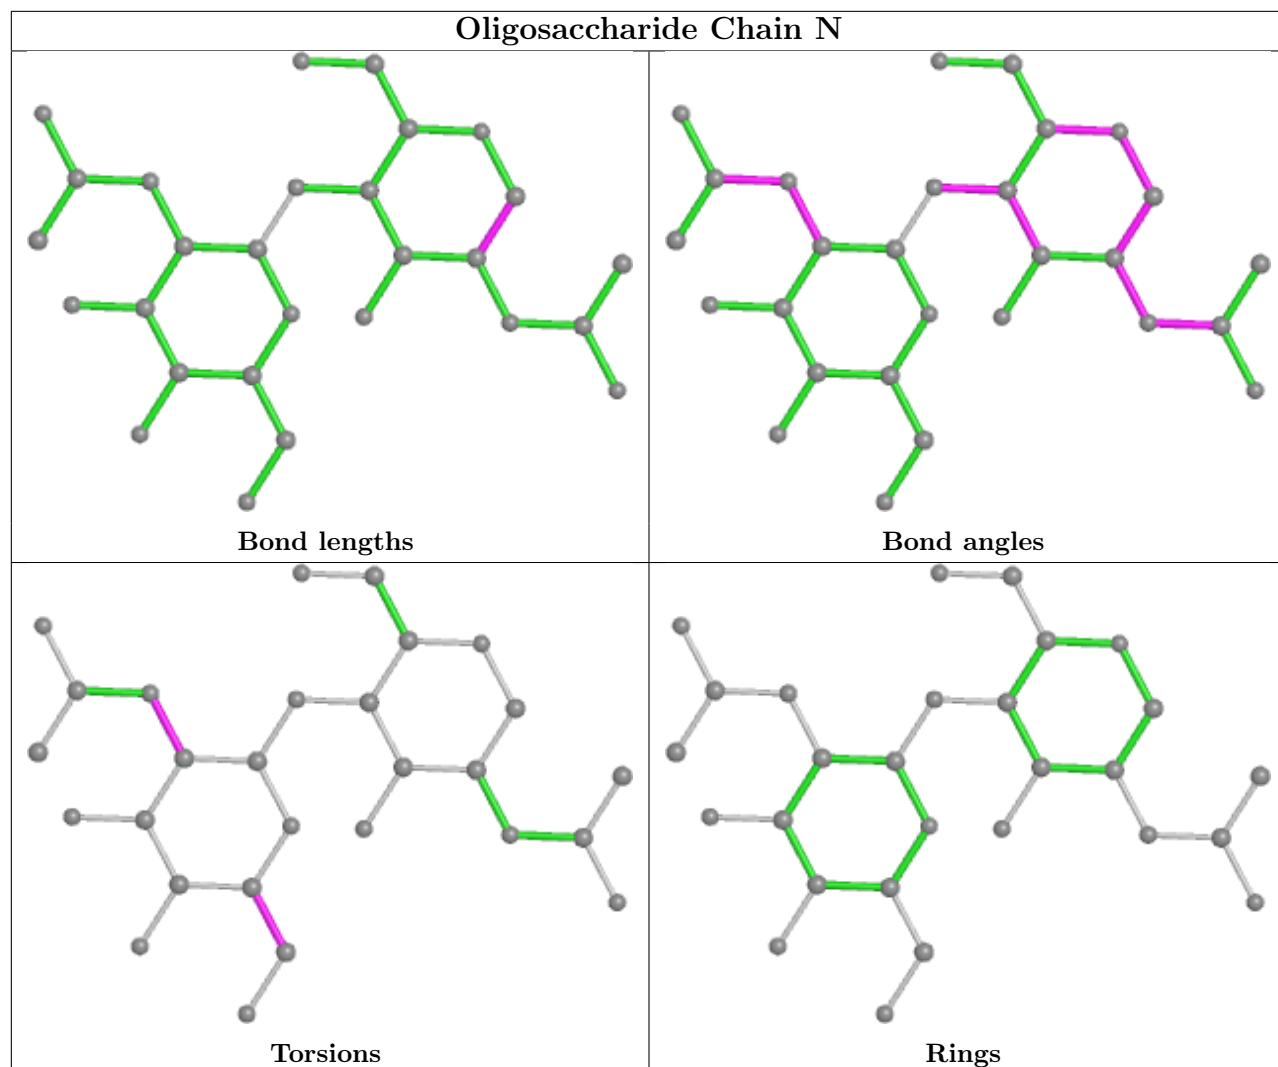 Oligosaccharide Chain N
Bond lengths
Bond angles
Torsions
Rings